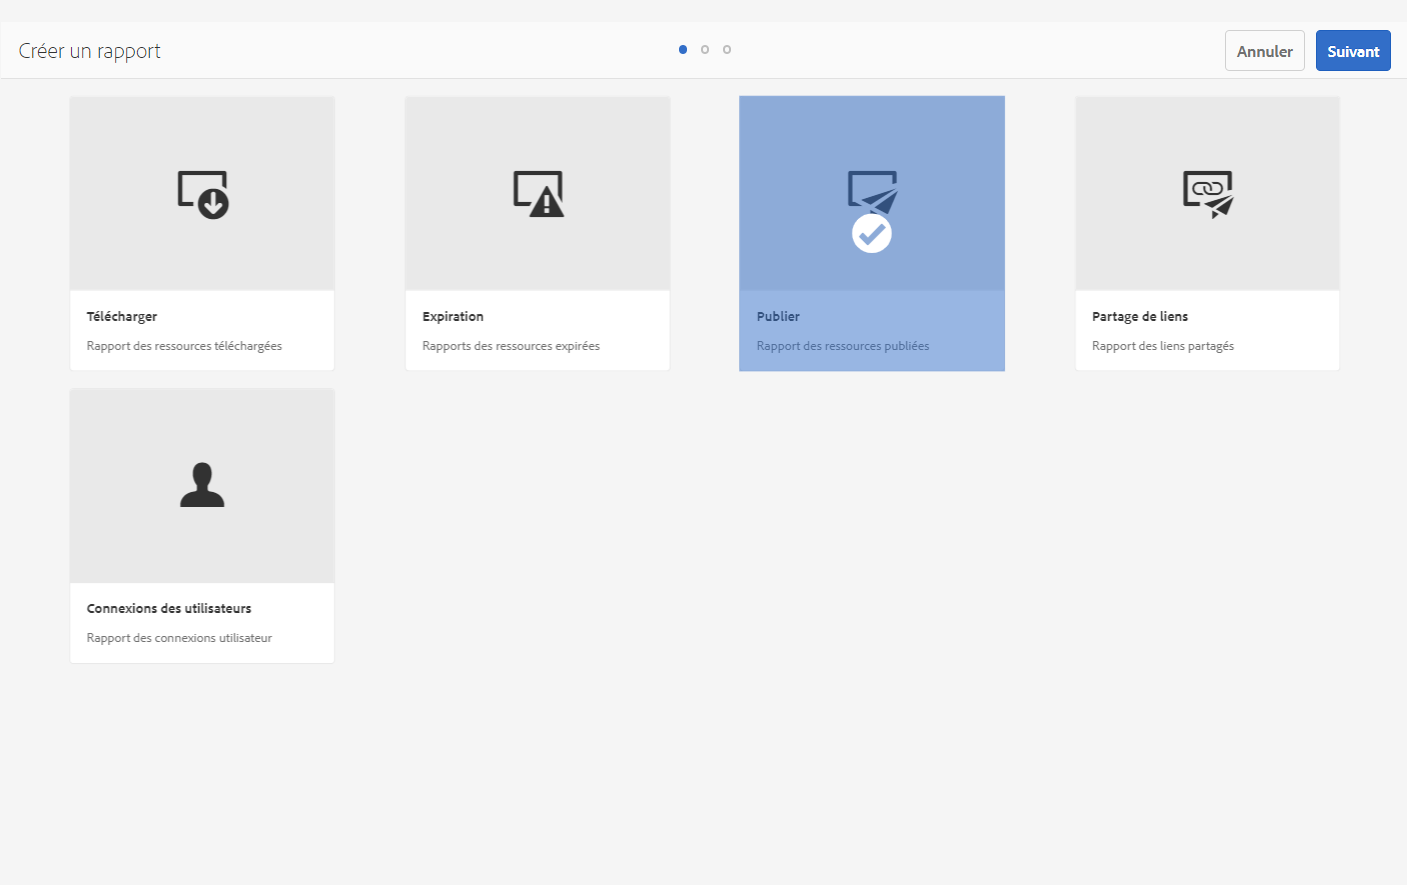 Créer un rapport
Annuler
Suivant
Télécharger
Rapport des ressources téléchargées
Expiration
Rapports des ressources expirées
Publier
Rapport des ressources publiées
Partage de liens
Rapport des liens partagés
Connexions des utilisateurs
Rapport des connexions utilisateur